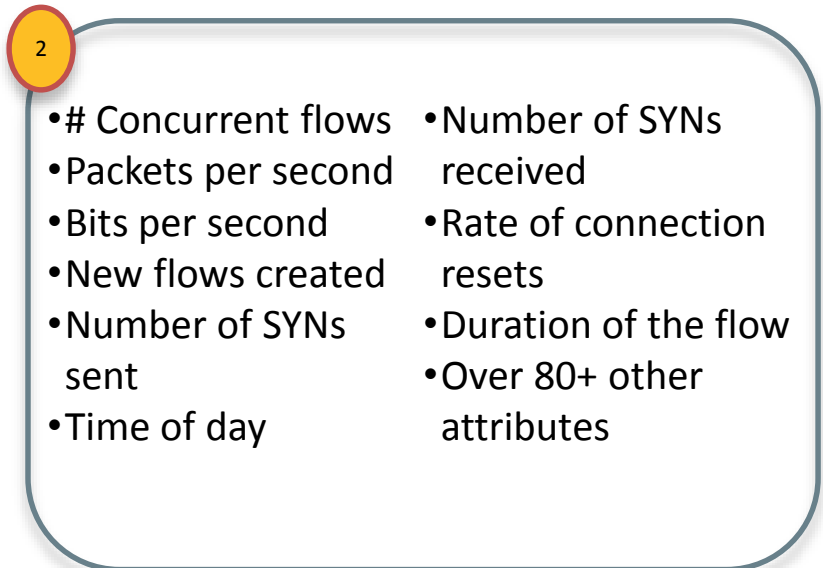 2
•# Concurrent flows
•Packets per second
•Bits per second
•New flows created
•Number of SYNs
sent
•Time of day
•Number of SYNs
received
•Rate of connection
resets
•Duration of the flow
•Over 80+ other
attributes